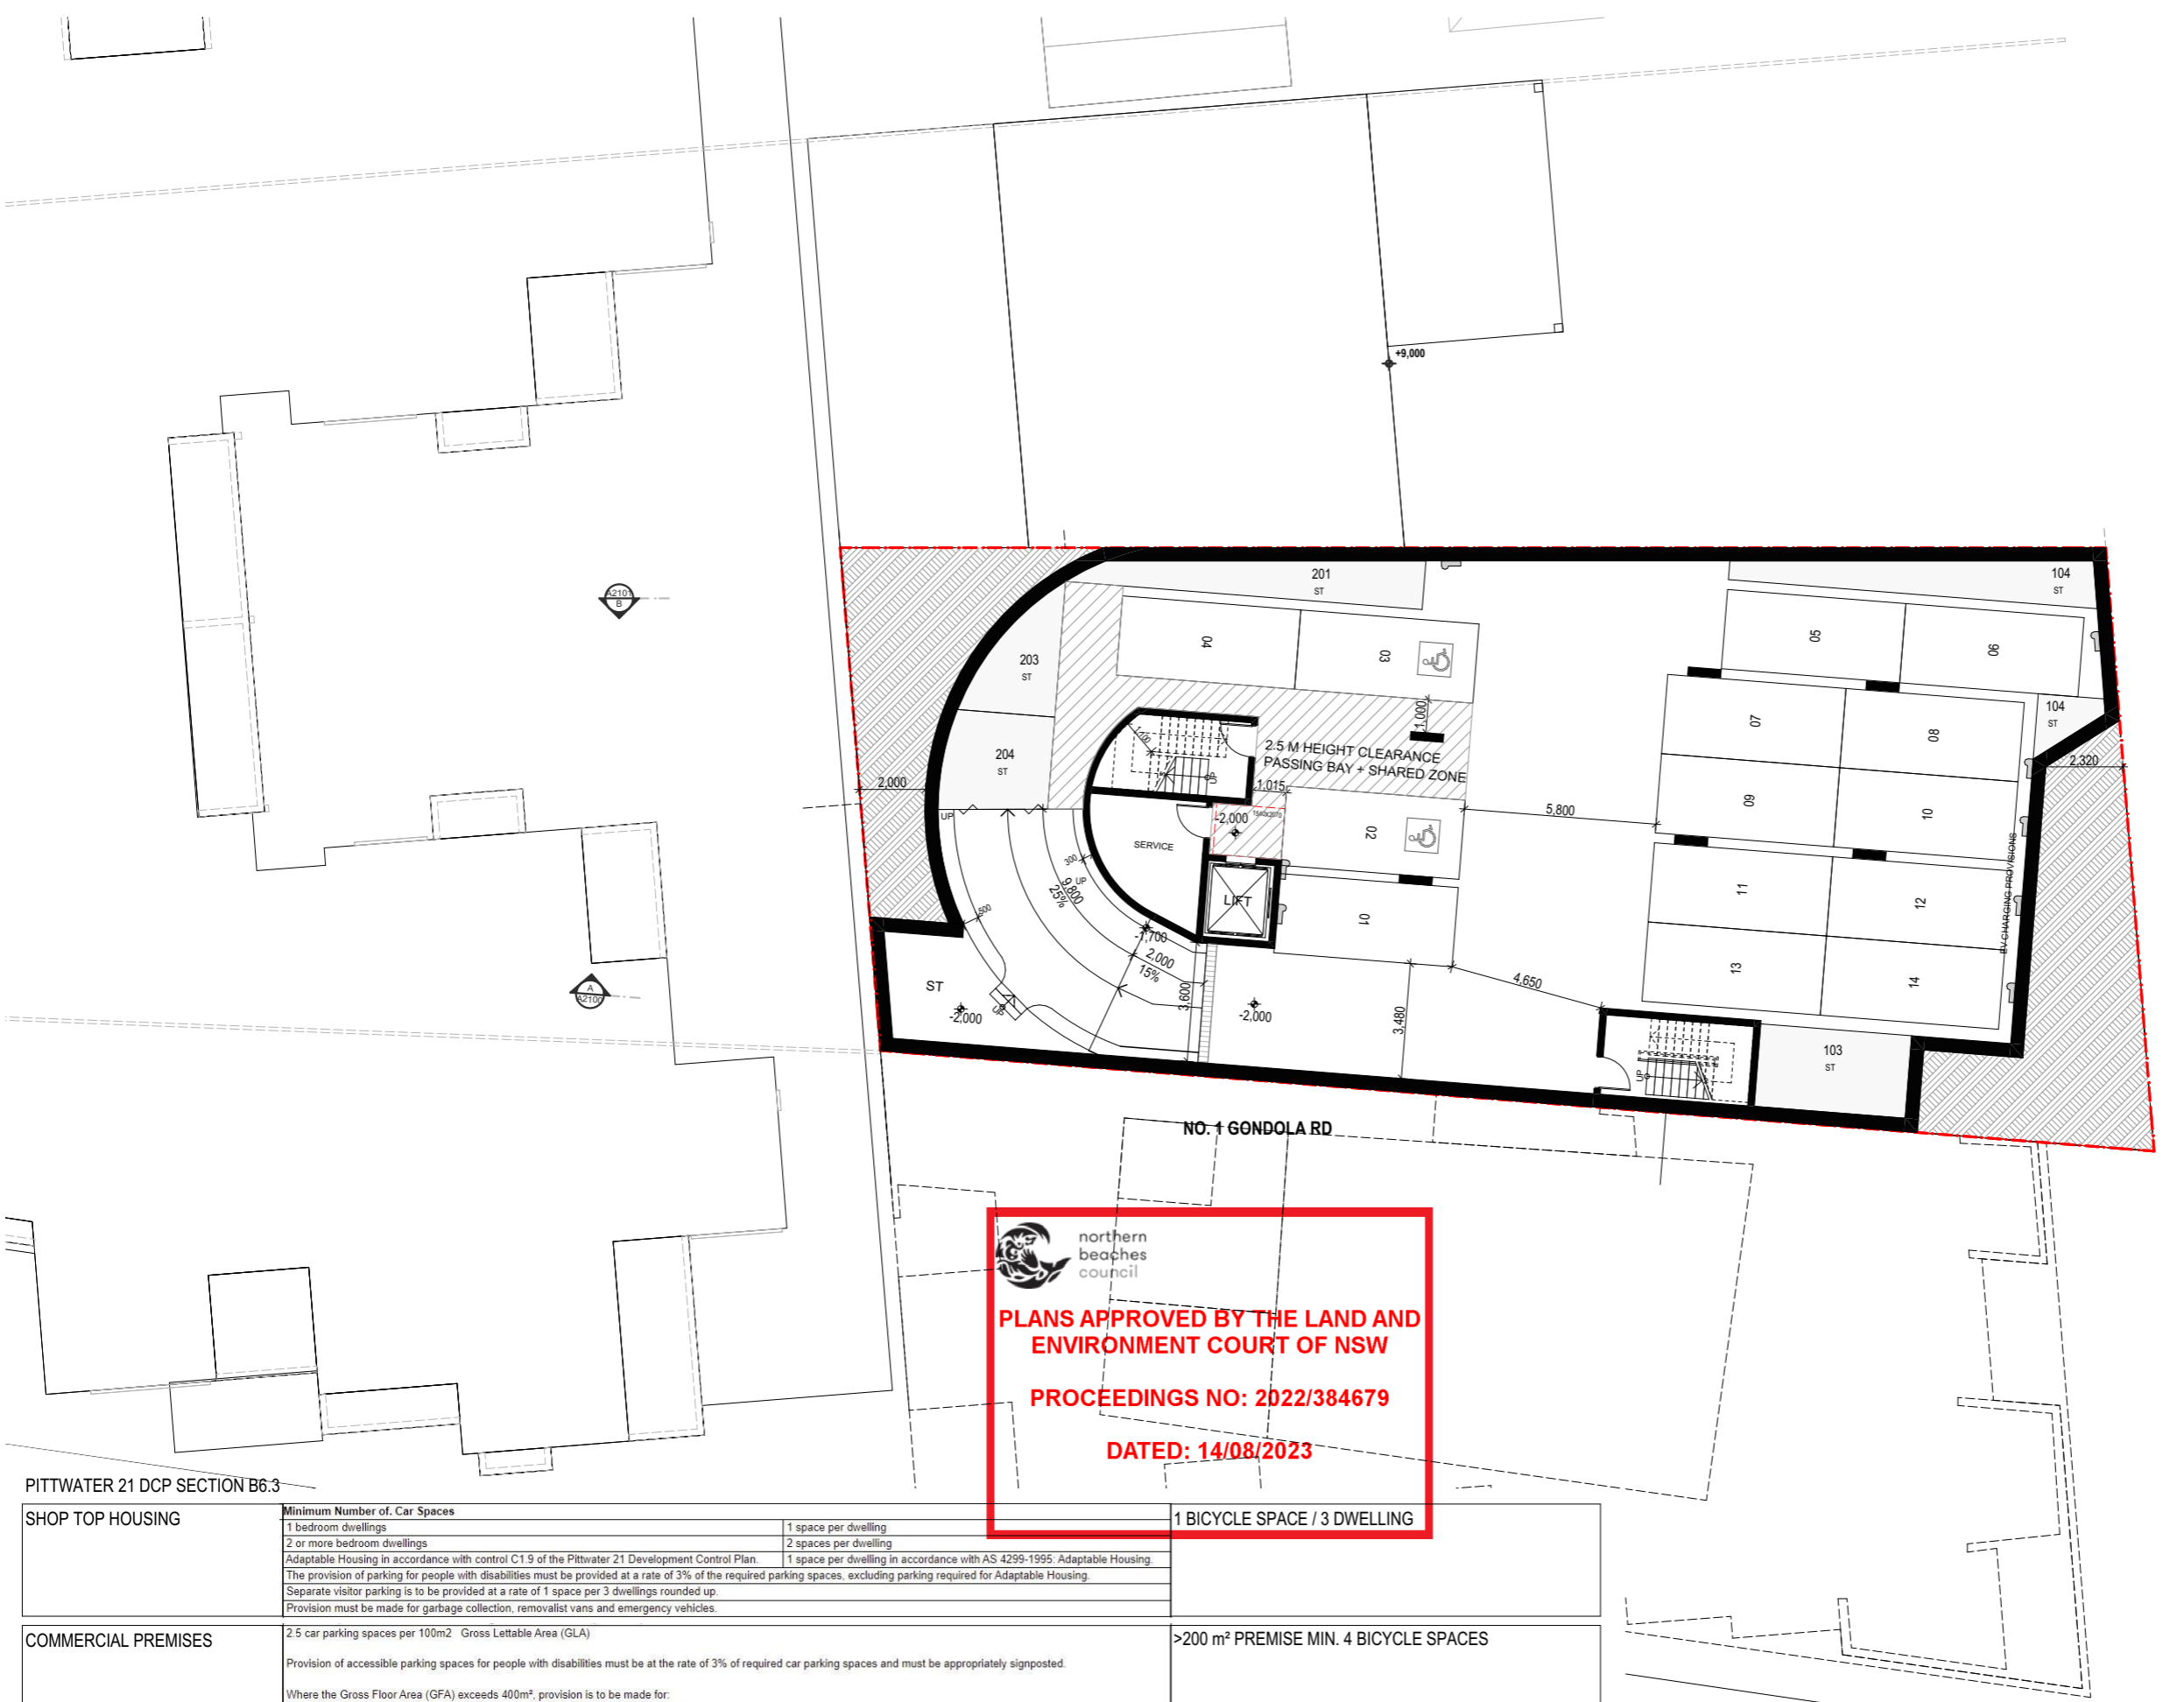 +9,000
A2101
B
201
ST
104
ST
04
03
05
06
203
ST
104
ST
07
08
1,000
2.5 M HEIGHT CLEARANCE
PASSING BAY + SHARED ZONE
204
ST
1,700
UP
2,000
1,015
2,320
5,800
09
10
UP
-2,000
1540x2070
02
SERVICE
300
UP
9,800
25%
EV CHARGING PROVISIONS
11
12
LIFT
01
500
-1,700
2,000
15%
13
14
4,650
ST
A
A2100
UP
-2,000
3,600
-2,000
3,480
103
ST
UP
NO. 1 GONDOLA RD
northern
beaches
council
PLANS APPROVED BY THE LAND AND
ENVIRONMENT COURT OF NSW
PROCEEDINGS NO: 2022/384679
DATED: 14/08/2023
PITTWATER 21 DCP SECTION B6.3
SHOP TOP HOUSING
Minimum Number of. Car Spaces
1 bedroom dwellings 1 space per dwelling
2 or more bedroom dwellings 2 spaces per dwelling
Adaptable Housing in accordance with control C1.9 of the Pittwater 21 Development Control Plan. 1 space per dwelling in accordance with AS 4299-1995: Adaptable Housing.
The provision of parking for people with disabilities must be provided at a rate of 3% of the required parking spaces, excluding parking required for Adaptable Housing.
Separate visitor parking is to be provided at a rate of 1 space per 3 dwellings rounded up.
Provision must be made for garbage collection, removalist vans and emergency vehicles.
1 BICYCLE SPACE / 3 DWELLING
COMMERCIAL PREMISES
2.5 car parking spaces per 100m2 Gross Lettable Area (GLA)
Provision of accessible parking spaces for people with disabilities must be at the rate of 3% of required car parking spaces and must be appropriately signposted.
Where the Gross Floor Area (GFA) exceeds 400m², provision is to be made for:
>200 m² PREMISE MIN. 4 BICYCLE SPACES